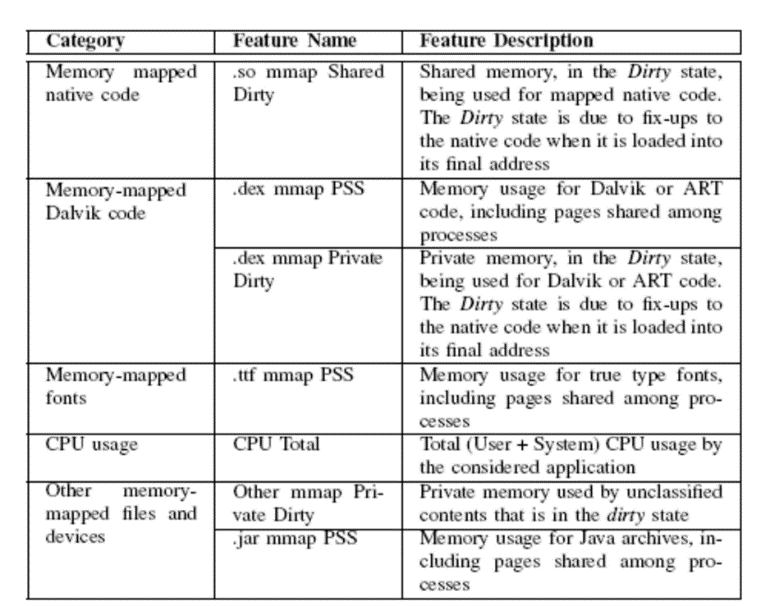 Category Feature Name Feature Description
Memory mapped native code
.so mmap Shared Dirty
Shared memory, in the Dirty state,
being used for mapped native code.
The Dirty state is due to fix-ups to
the native code when it is loaded into
its final address
Memory-mapped
Dalvik code
.dex mmap PSS
Memory usage for Dalvik or ART
code, including pages shared among
processes
.dex mmap Private
Dirty
Private memory, in the Dirty state,
being used for Dalvik or ART code.
The Dirty state is due to fix-ups to
the native code when it is loaded into
its final address
Memory-mapped
fonts
.ttf mmap PSS
Memory usage for true type fonts,
including pages shared among pro-
cesses
CPU usage
CPU Total
Total (User + System) CPU usage by
the considered application
Other memory-
mapped files and
devices
Other mmap Pri-
vate Dirty
Private memory used by unclassified
contents that is in the dirty state
.jar mmap PSS
Memory usage for Java archives, in-
cluding pages shared among pro-
cesses